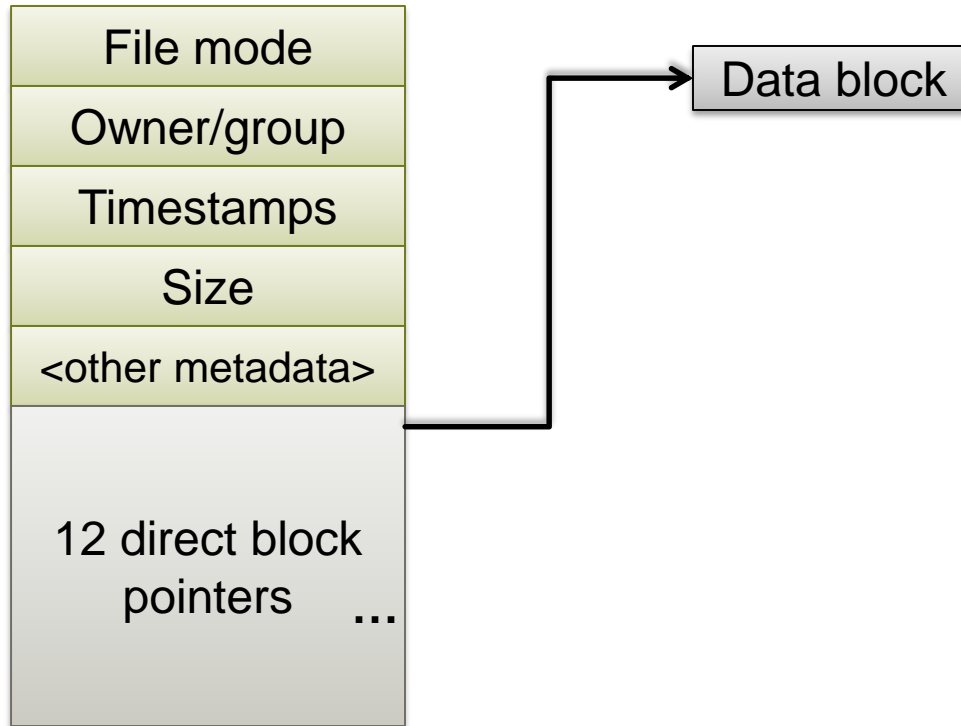 File mode
Data block
Owner/group
Timestamps
Size
<other metadata>
12 direct block
pointers ...